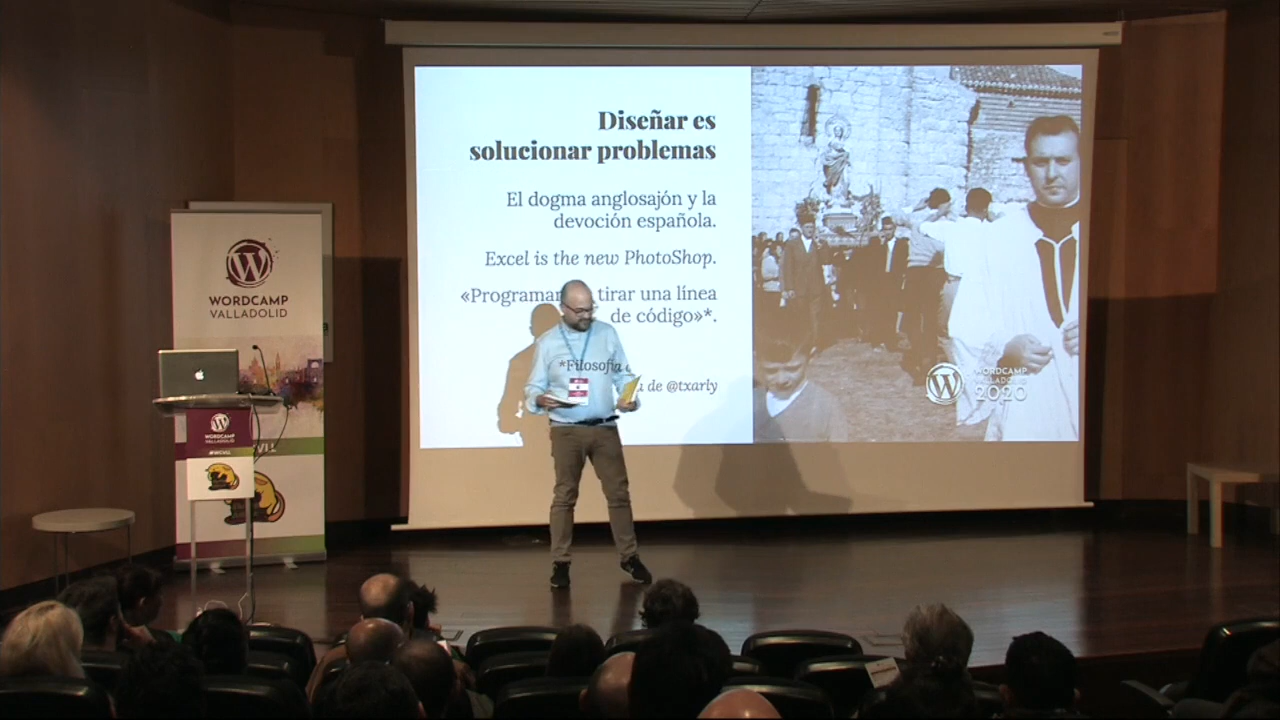 Diseñar es
solucionar problemas
El dogma anglosajón y la
devoción española.
Excel is the new PhotoShop.
«Programar tirar una línea
de código»*.
*Filosofía
de @txarly
WORDCAMP
VALLADOLID
2020
WORDCAMP
VALLADOLID
WORDCAMP
VALLADOLID
#WCVLL